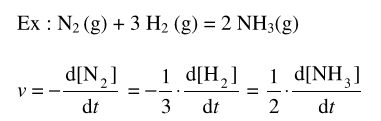 Ex : N₂ (g) + 3 H₂ (g) = 2 NH₃(g)
v = − d[N₂]/dt = − 1/3 · d[H₂]/dt = 1/2 · d[NH₃]/dt